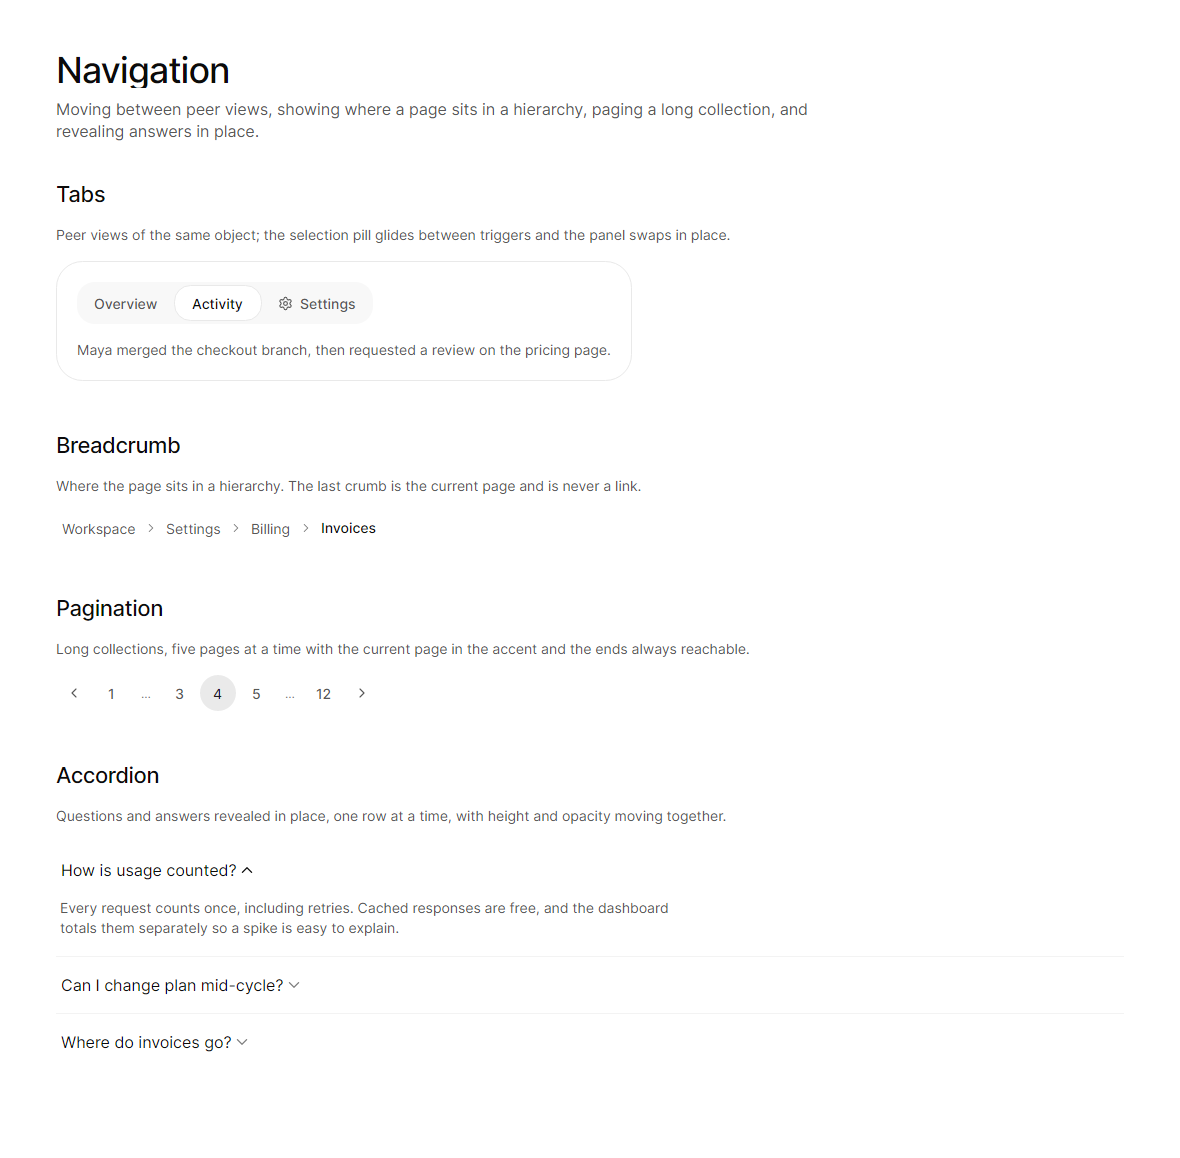 Navigation
Moving between peer views, showing where a page sits in a hierarchy, paging a long collection, and
revealing answers in place.
Tabs
Peer views of the same object; the selection pill glides between triggers and the panel swaps in place.
Overview Activity Settings
Maya merged the checkout branch, then requested a review on the pricing page.
Breadcrumb
Where the page sits in a hierarchy. The last crumb is the current page and is never a link.
Workspace Settings Billing Invoices
Pagination
Long collections, five pages at a time with the current page in the accent and the ends always reachable.
1 ... 3 4 5 ... 12
Accordion
Questions and answers revealed in place, one row at a time, with height and opacity moving together.
How is usage counted?
Every request counts once, including retries. Cached responses are free, and the dashboard
totals them separately so a spike is easy to explain.
Can I change plan mid-cycle?
Where do invoices go?